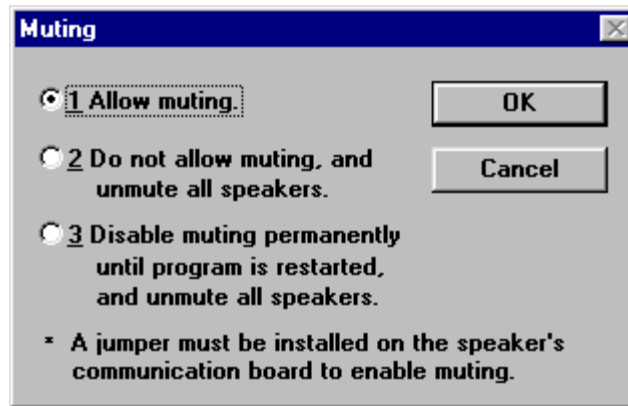 Muting
1 Allow muting.
OK
2 Do not allow muting, and
unmute all speakers.
Cancel
3 Disable muting permanently
until program is restarted,
and unmute all speakers.
* A jumper must be installed on the speaker's
communication board to enable muting.